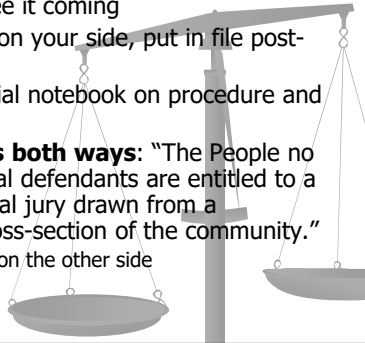 e it coming
on your side, put in file post-
ial notebook on procedure and
s both ways: “The People no
al defendants are entitled to a
al jury drawn from a
oss-section of the community.”
on the other side